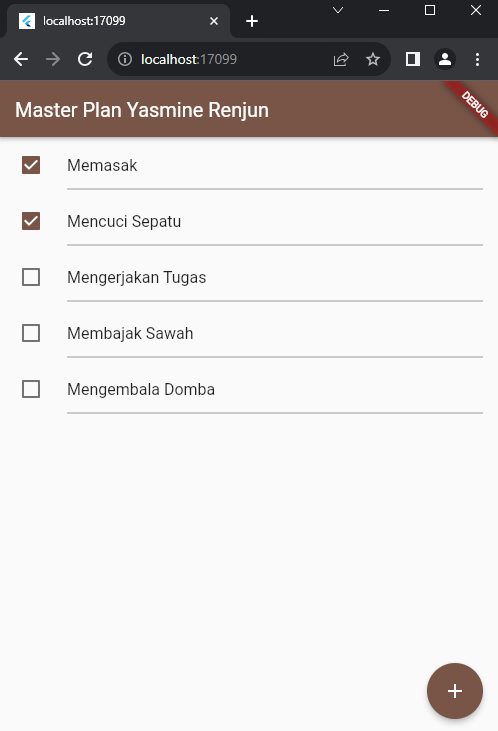 localhost:17099
localhost:17099
Master Plan Yasmine Renjun
DEBUG
Memasak
Mencuci Sepatu
Mengerjakan Tugas
Membajak Sawah
Mengembala Domba